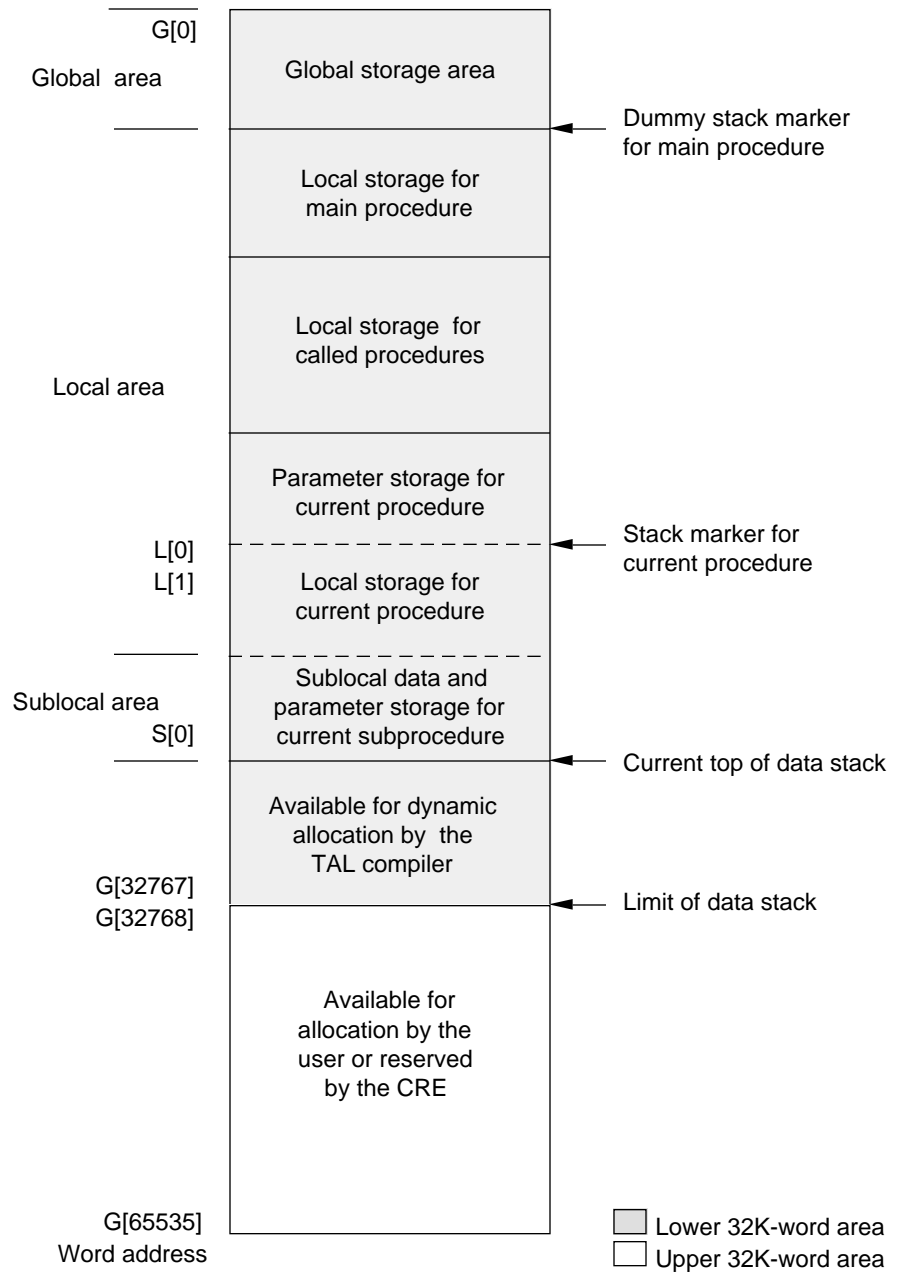 G[0]
Global area
Global storage area
Dummy stack marker
for main procedure
Local storage for
main procedure
Local storage for
called procedures
Local area
Parameter storage for
current procedure
Stack marker for
current procedure
L[0]
L[1]
Local storage for
current procedure
Sublocal area
S[0]
Sublocal data and
parameter storage for
current subprocedure
Current top of data stack
Available for dynamic
allocation by the
TAL compiler
G[32767]
G[32768]
Limit of data stack
Available for
allocation by the
user or reserved
by the CRE
G[65535]
Word address
Lower 32K-word area
Upper 32K-word area